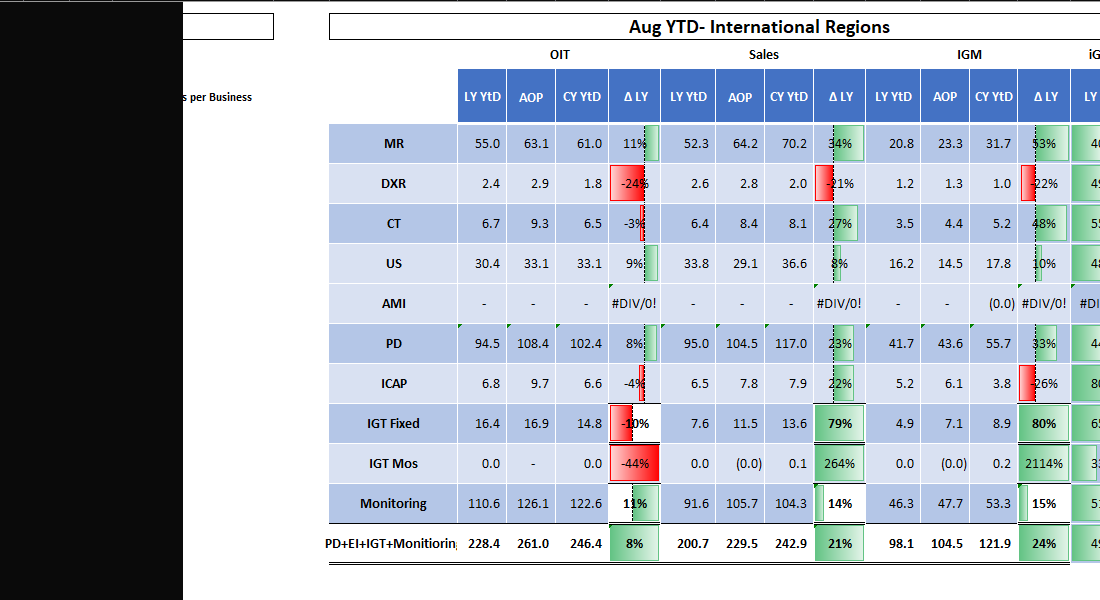 Aug YTD- International Regions
OIT Sales IGM
s per Business
LY YtD AOP CY YtD Δ LY LY YtD AOP CY YtD Δ LY LY YtD AOP CY YtD Δ LY LY
MR 55.0 63.1 61.0 11% 52.3 64.2 70.2 34% 20.8 23.3 31.7 53%
DXR 2.4 2.9 1.8 -24% 2.6 2.8 2.0 -21% 1.2 1.3 1.0 -22%
CT 6.7 9.3 6.5 -3% 6.4 8.4 8.1 27% 3.5 4.4 5.2 48%
US 30.4 33.1 33.1 9% 33.8 29.1 36.6 8% 16.2 14.5 17.8 10%
AMI - - - #DIV/0! - - - #DIV/0! - - (0.0) #DIV/0! #DI
PD 94.5 108.4 102.4 8% 95.0 104.5 117.0 23% 41.7 43.6 55.7 33%
ICAP 6.8 9.7 6.6 -4% 6.5 7.8 7.9 22% 5.2 6.1 3.8 -26%
IGT Fixed 16.4 16.9 14.8 -10% 7.6 11.5 13.6 79% 4.9 7.1 8.9 80%
IGT Mos 0.0 - 0.0 -44% 0.0 (0.0) 0.1 264% 0.0 (0.0) 0.2 2114%
Monitoring 110.6 126.1 122.6 11% 91.6 105.7 104.3 14% 46.3 47.7 53.3 15%
PD+EI+IGT+Monitiorin 228.4 261.0 246.4 8% 200.7 229.5 242.9 21% 98.1 104.5 121.9 24%